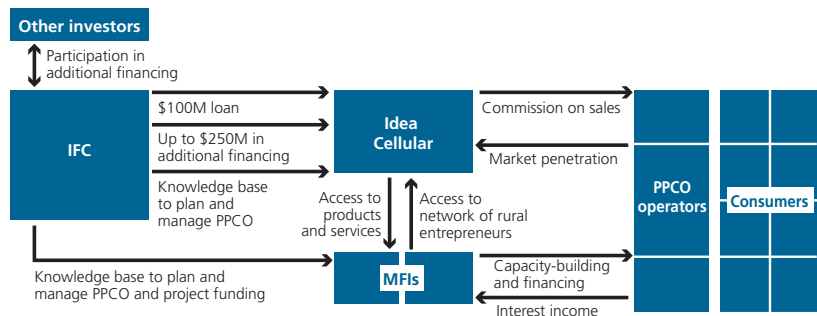 Other investors
Participation in
additional financing
IFC
$100M loan
Up to $250M in
additional financing
Knowledge base
to plan and
manage PPCO
Idea
Cellular
Commission on sales
Market penetration
PPCO
operators
Consumers
Access to
products
and services
Access to
network of rural
entrepreneurs
Knowledge base to plan and
manage PPCO and project funding
MFIs
Capacity-building
and financing
Interest income